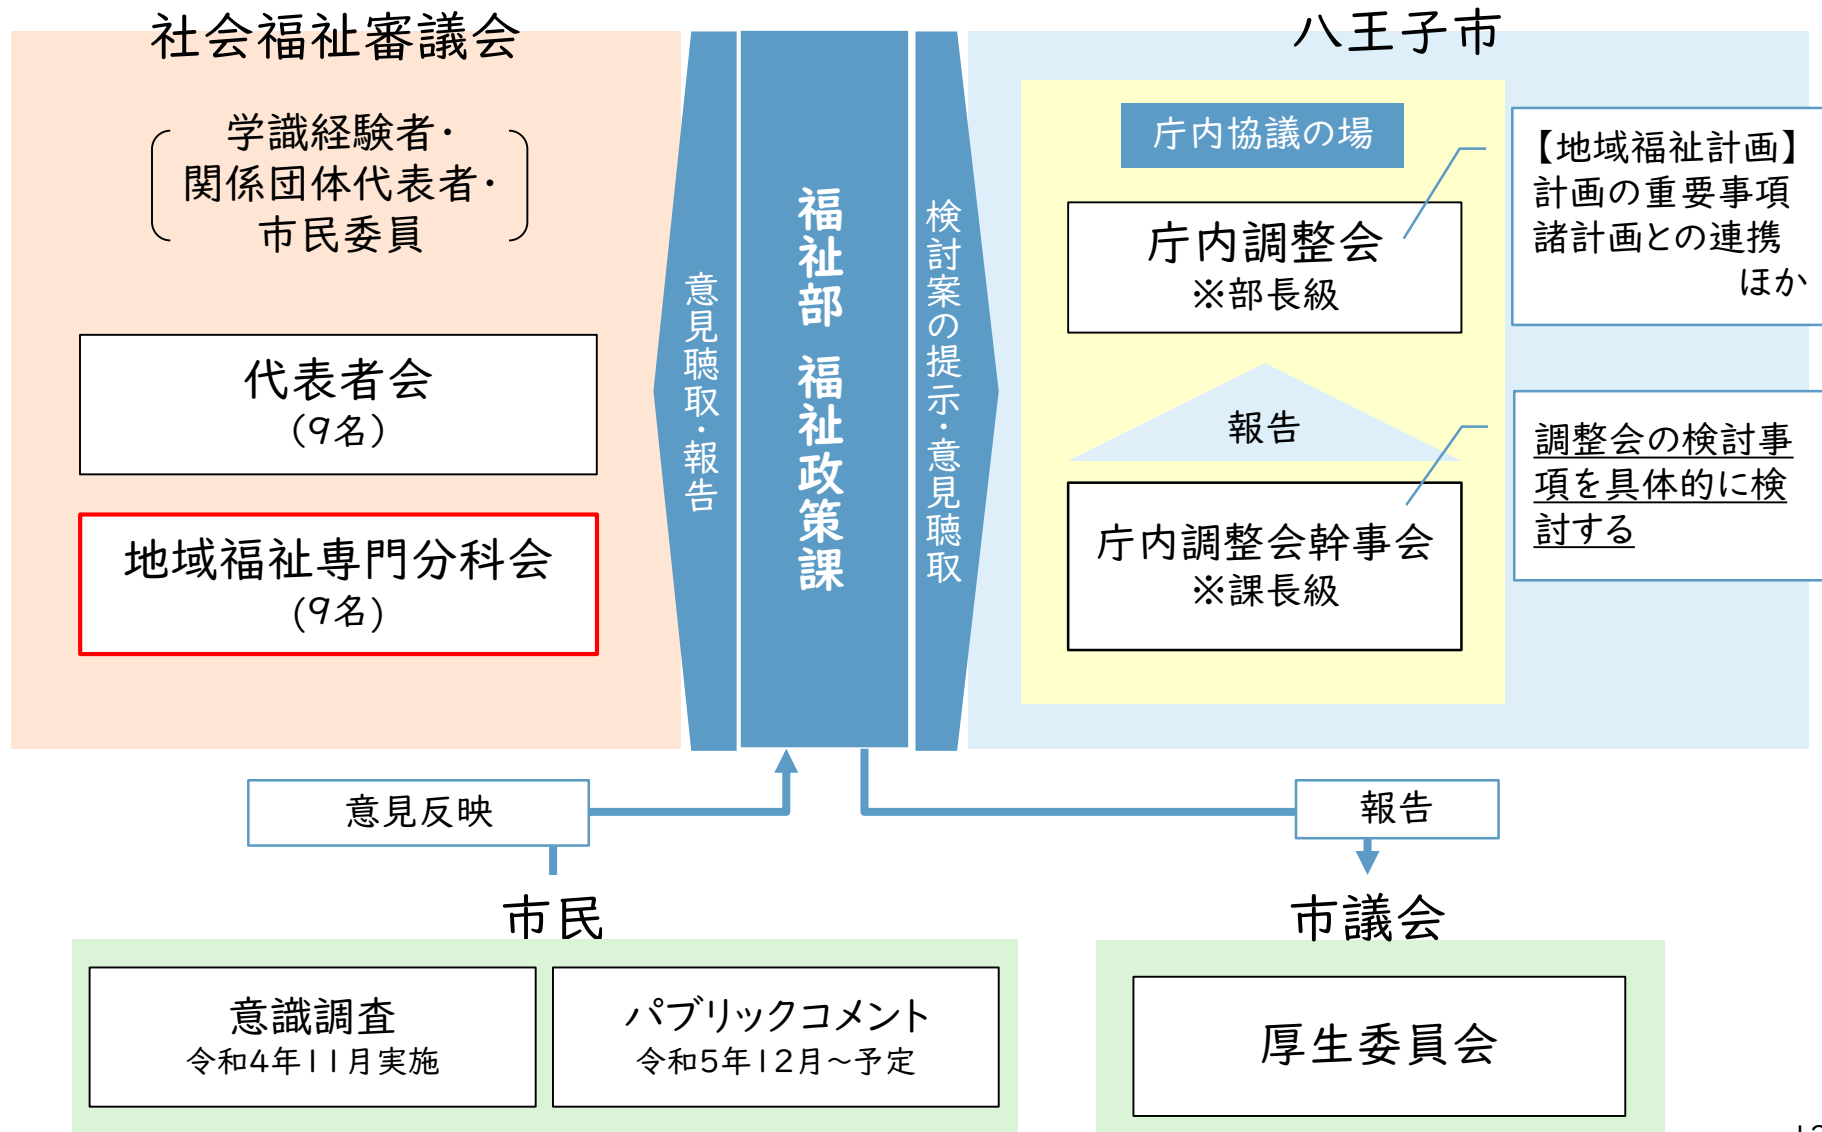 社会福祉審議会
学識経験者・
関係団体代表者・
市民委員
代表者会
(9名)
地域福祉専門分科会
(9名)
意見聴取・報告
福祉部 福祉政策課
検討案の提示・意見聴取
八王子市
庁内協議の場
庁内調整会
※部長級
報告
庁内調整会幹事会
※課長級
【地域福祉計画】
計画の重要事項
諸計画との連携
ほか
調整会の検討事
項を具体的に検
討する
意見反映
報告
市民
意識調査
令和4年11月実施
パブリックコメント
令和5年12月~予定
市議会
厚生委員会